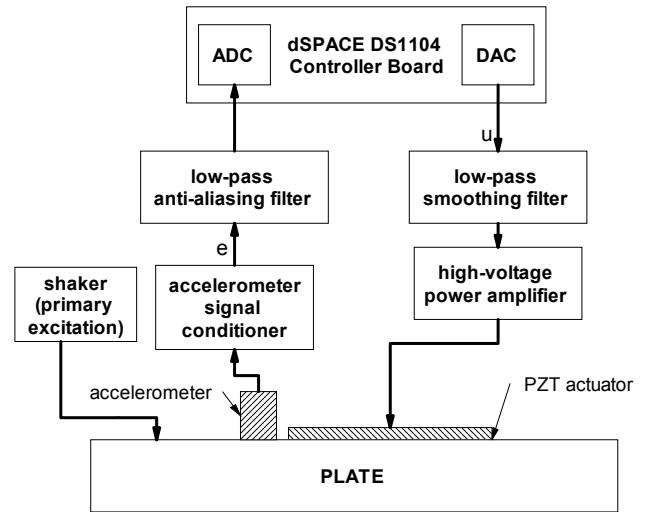 dSPACE DS1104
Controller Board
ADC
DAC
u
low-pass
anti-aliasing filter
low-pass
smoothing filter
e
shaker
(primary
excitation)
accelerometer
signal
conditioner
high-voltage
power amplifier
accelerometer
PZT actuator
PLATE